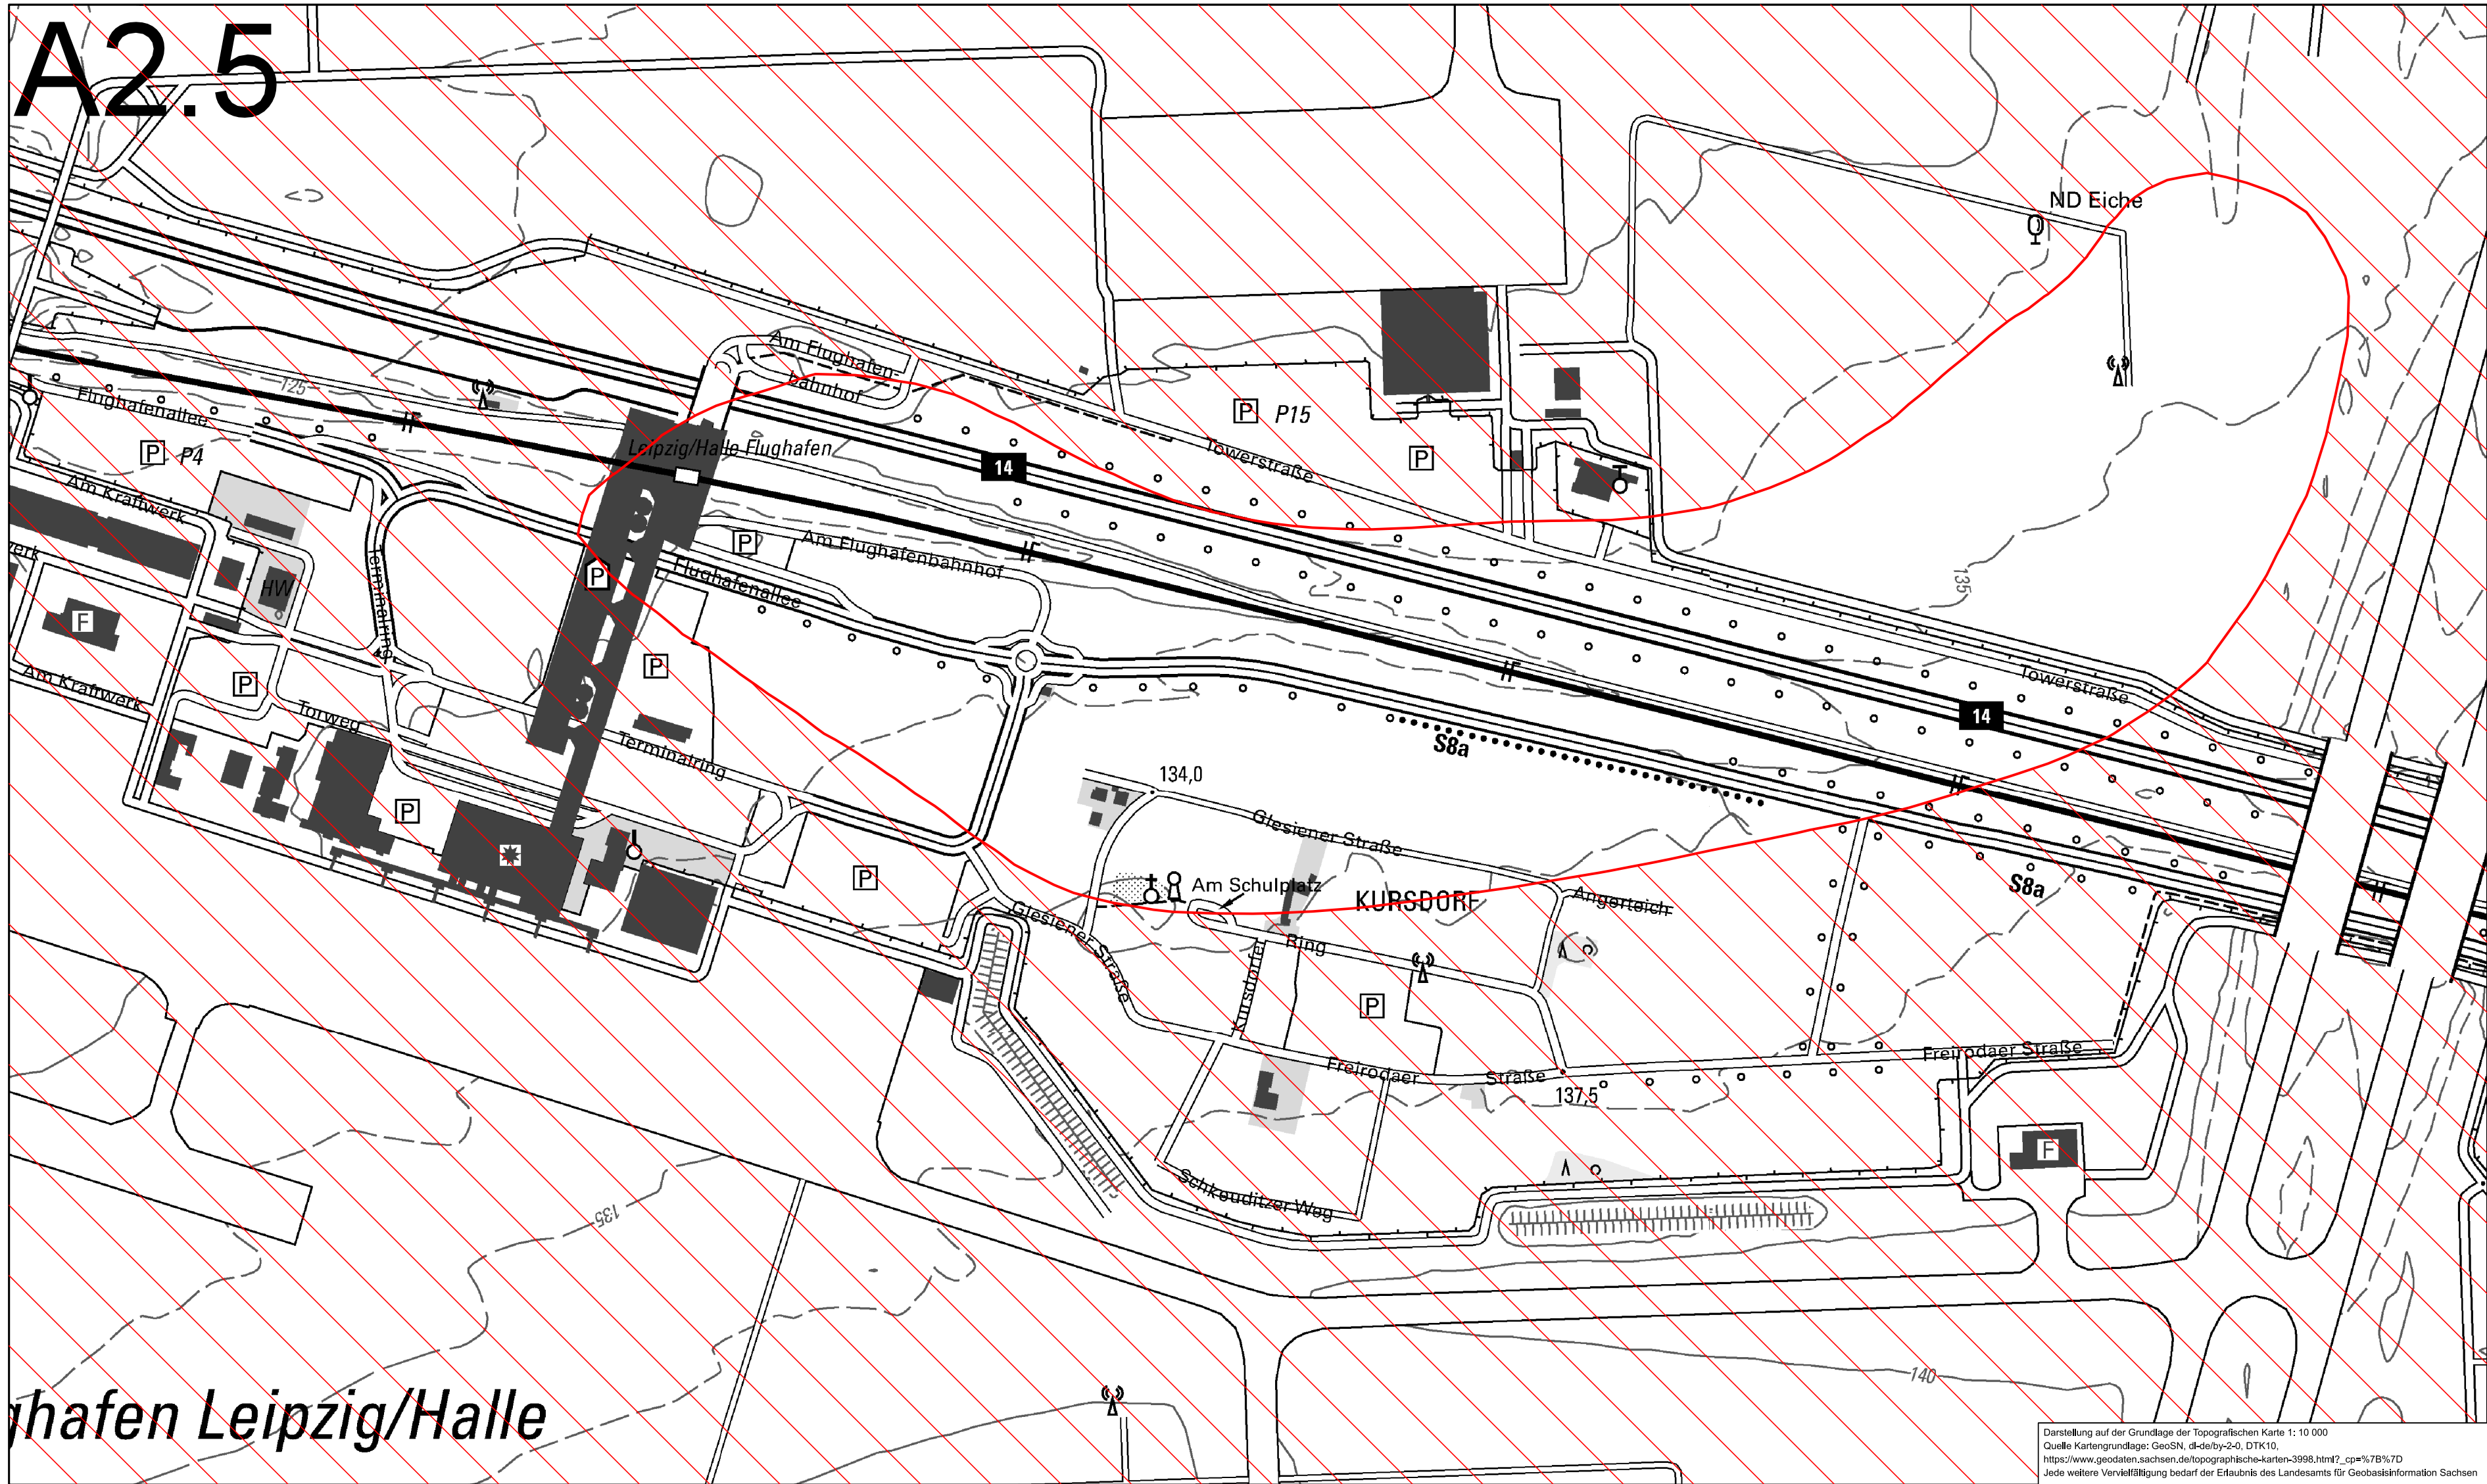 A2.5
ND Eiche
Am Flughafen-
bahnhof
125
Flughafenallee
P P4
Leipzig/Halle Flughafen
14
P P15
P
Towerstraße
Am Kraftwerk
werk
HW
F
Terminalring
P
P
Am Flughafenbahnhof
Flughafenallee
P
135
Am Kraftwerk
P
Torweg
Terminalring
Towerstraße
14
S8a
134,0
P
Glesiener Straße
P
Am Schulplatz
KURSDORF
Angerteich
S8a
Glesiener Straße
Kursdorfer
Ring
P
Freirodaer
Straße
Freirodaer Straße
137,5
F
Schkeuditzer Weg
135
140
ghafen Leipzig/Halle
Darstellung auf der Grundlage der Topografischen Karte 1: 10 000
Quelle Kartengrundlage: GeoSN, dl-de/by-2-0, DTK10,
https://www.geodaten.sachsen.de/topographische-karten-3998.html?_cp=%7B%7D
Jede weitere Vervielfältigung bedarf der Erlaubnis des Landesamts für Geobasisinformation Sachsen